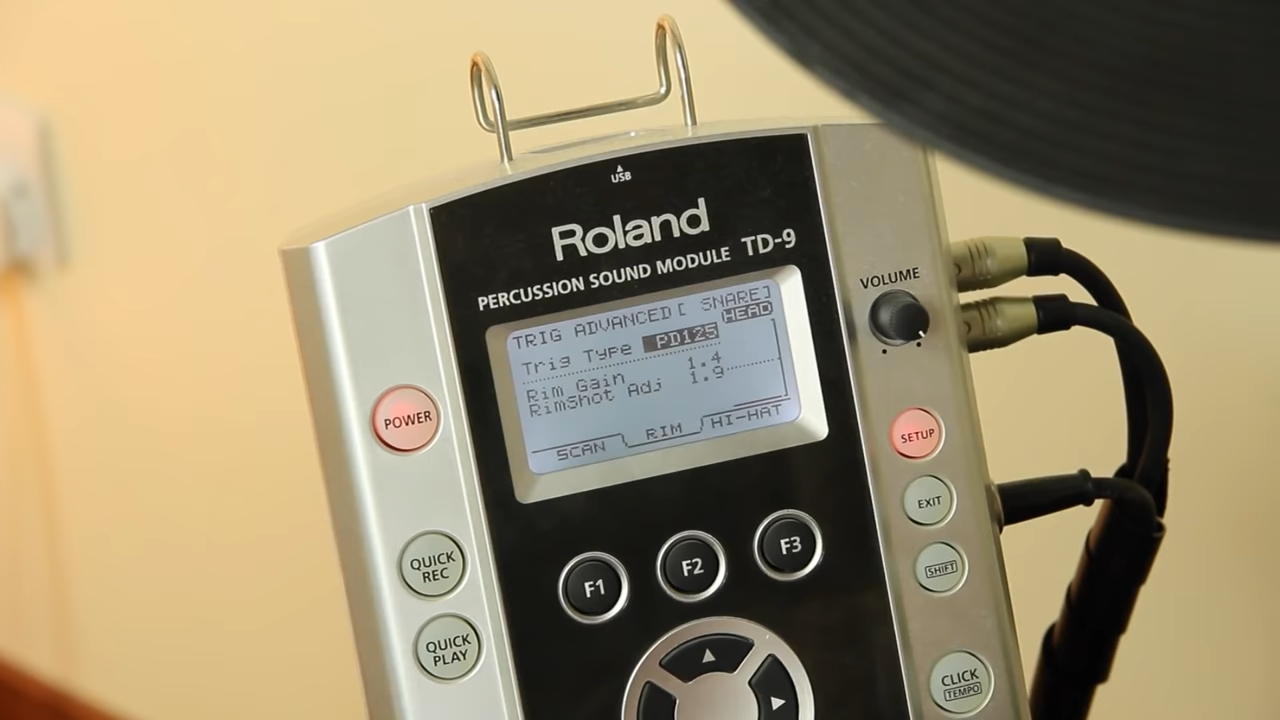 USB
Roland
PERCUSSION SOUND MODULE TD-9
TRIG ADVANCED[ SNARE]
HEAD
Trig Type PD125
Rim Gain 1.4
RimShot Adj 1.9
SCAN RIM HI-HAT
VOLUME
POWER
SETUP
EXIT
QUICK
REC
SHIFT
F1 F2 F3
QUICK
PLAY
CLICK
TEMPO